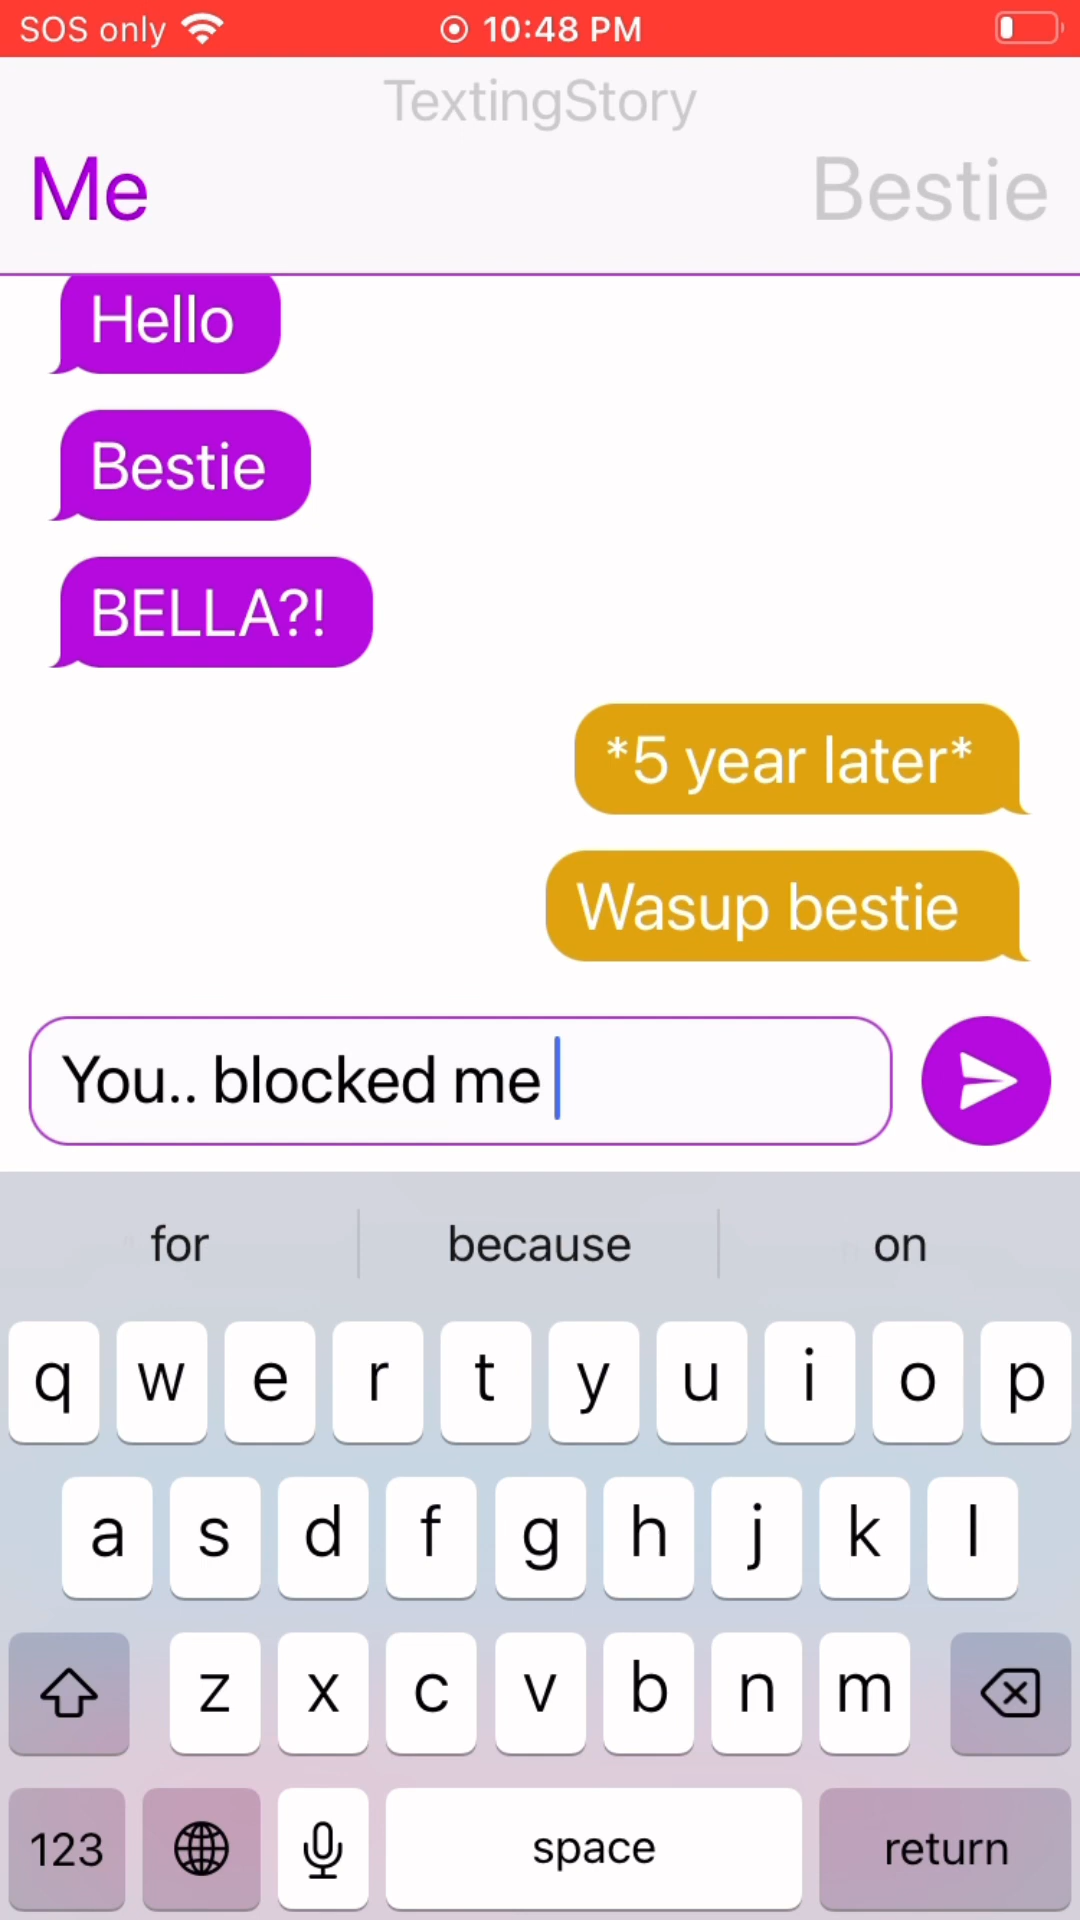 SOS only 10:48 PM
TextingStory
Me Bestie
Hello
Bestie
BELLA?!
*5 year later*
Wasup bestie
You.. blocked me
for because on
q w e r t y u i o p
a s d f g h j k l
z x c v b n m
123 space return